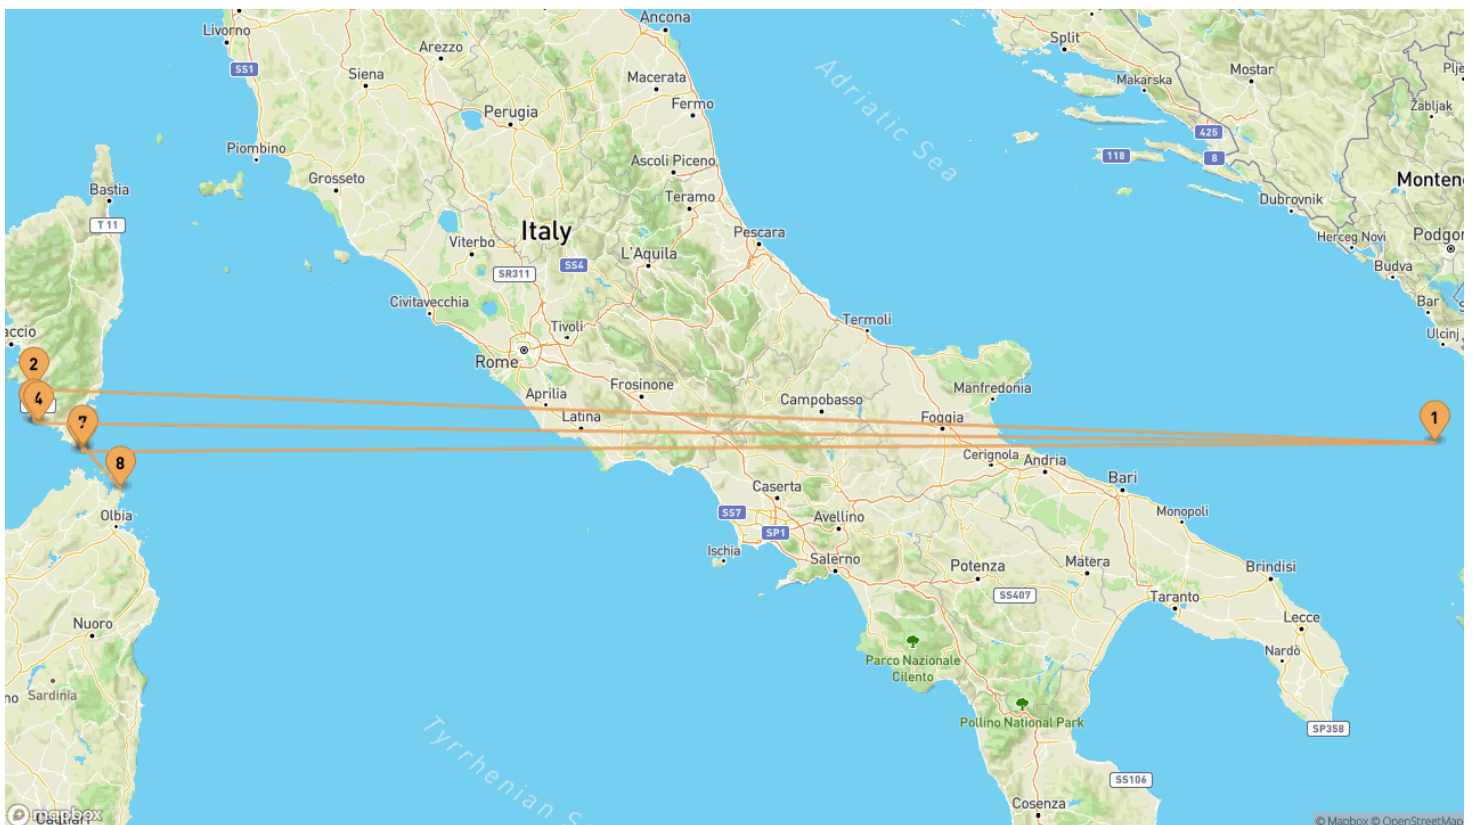 Livorno
Ancona
Arezzo
Split
SS1
Siena
Macerata
Makarska
Mostar
Fermo
Žabljak
Perugia
425
Piombino
118
8
Ascoli Piceno
Grosseto
Bastia
Teramo
Dubrovnik
T 11
Adriatic Sea
Italy
Pescara
Herceg Novi
Viterbo
L'Aquila
SS4
SR311
Budva
Civitavecchia
Bar
Termoli
Tivoli
Ulcinj
Rome
2
Frosinone
Manfredonia
4
Aprilia
Campobasso
Latina
Foggia
1
7
Cerignola
Andria
8
Bari
Caserta
Olbia
SS7
Avellino
Monopoli
SP1
Ischia
Salerno
Potenza
Matera
Brindisi
SS407
Taranto
Nuoro
Lecce
Nardò
Parco Nazionale
Cilento
Sardinia
Pollino National Park
SP358
Tyrrhenian S
SS106
Cosenza
mapbox
© Mapbox © OpenStreetMap